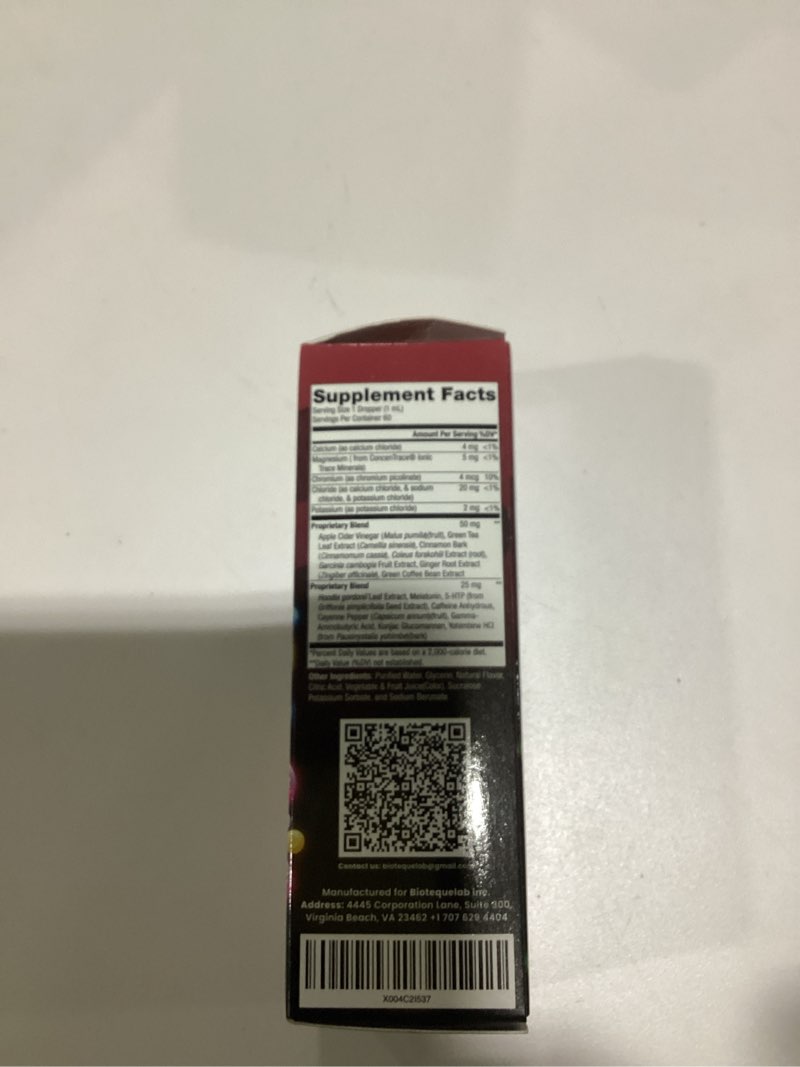 Supplement Facts
Serving Size 1 Dropper (1 mL)
Servings Per Container 60
Amount Per Serving %DV*
Calcium (as calcium chloride) 4 mg <1%
Magnesium ( from ConcenTrace® Ionic 5 mg <1%
Trace Minerals)
Chromium (as chromium picolinate) 4 mcg 10%
Chloride (as calcium chloride, & sodium 20 mg <1%
chloride, & potassium chloride)
Potassium (as potassium chloride) 2 mg <1%
Proprietary Blend 50 mg **
Apple Cider Vinegar (Malus pumila)(fruit), Green Tea
Leaf Extract (Camellia sinensis), Cinnamon Bark
(Cinnamomum cassia), Coleus forskohlii Extract (root),
Garcinia cambogia Fruit Extract, Ginger Root Extract
(Zingiber officinale), Green Coffee Bean Extract
Proprietary Blend 25 mg **
Hoodia gordonii Leaf Extract, Melatonin, 5-HTP (from
Griffonia simplicifolia Seed Extract), Caffeine Anhydrous,
Cayenne Pepper (Capsicum annum)(fruit), Gamma-
Aminobutyric Acid, Konjac Glucomannan, Yohimbine HCl
(from Pausinystalia yohimbe)(bark)
*Percent Daily Values are based on a 2,000-calorie diet.
**Daily Value (%DV) not established.
Other Ingredients: Purified Water, Glycerin, Natural Flavor,
Citric Acid, Vegetable & Fruit Juice(Color), Sucralose
Potassium Sorbate, and Sodium Benzoate.
Contact us: biotequelab@gmail.com
Manufactured for Biotequelab Inc.
Address: 4445 Corporation Lane, Suite 200,
Virginia Beach, VA 23462 +1 707 629 4404
X004C21537